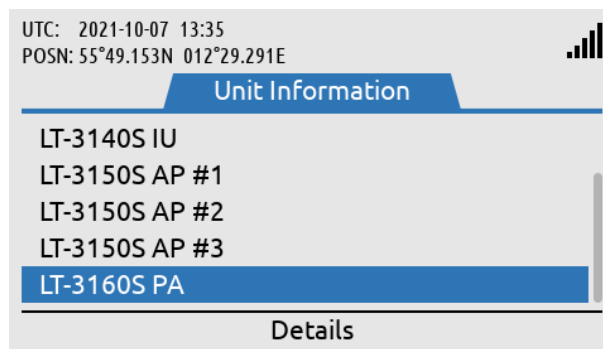 UTC: 2021-10-07 13:35
POSN: 55°49.153N 012°29.291E
Unit Information
LT-3140S IU
LT-3150S AP #1
LT-3150S AP #2
LT-3150S AP #3
LT-3160S PA
Details